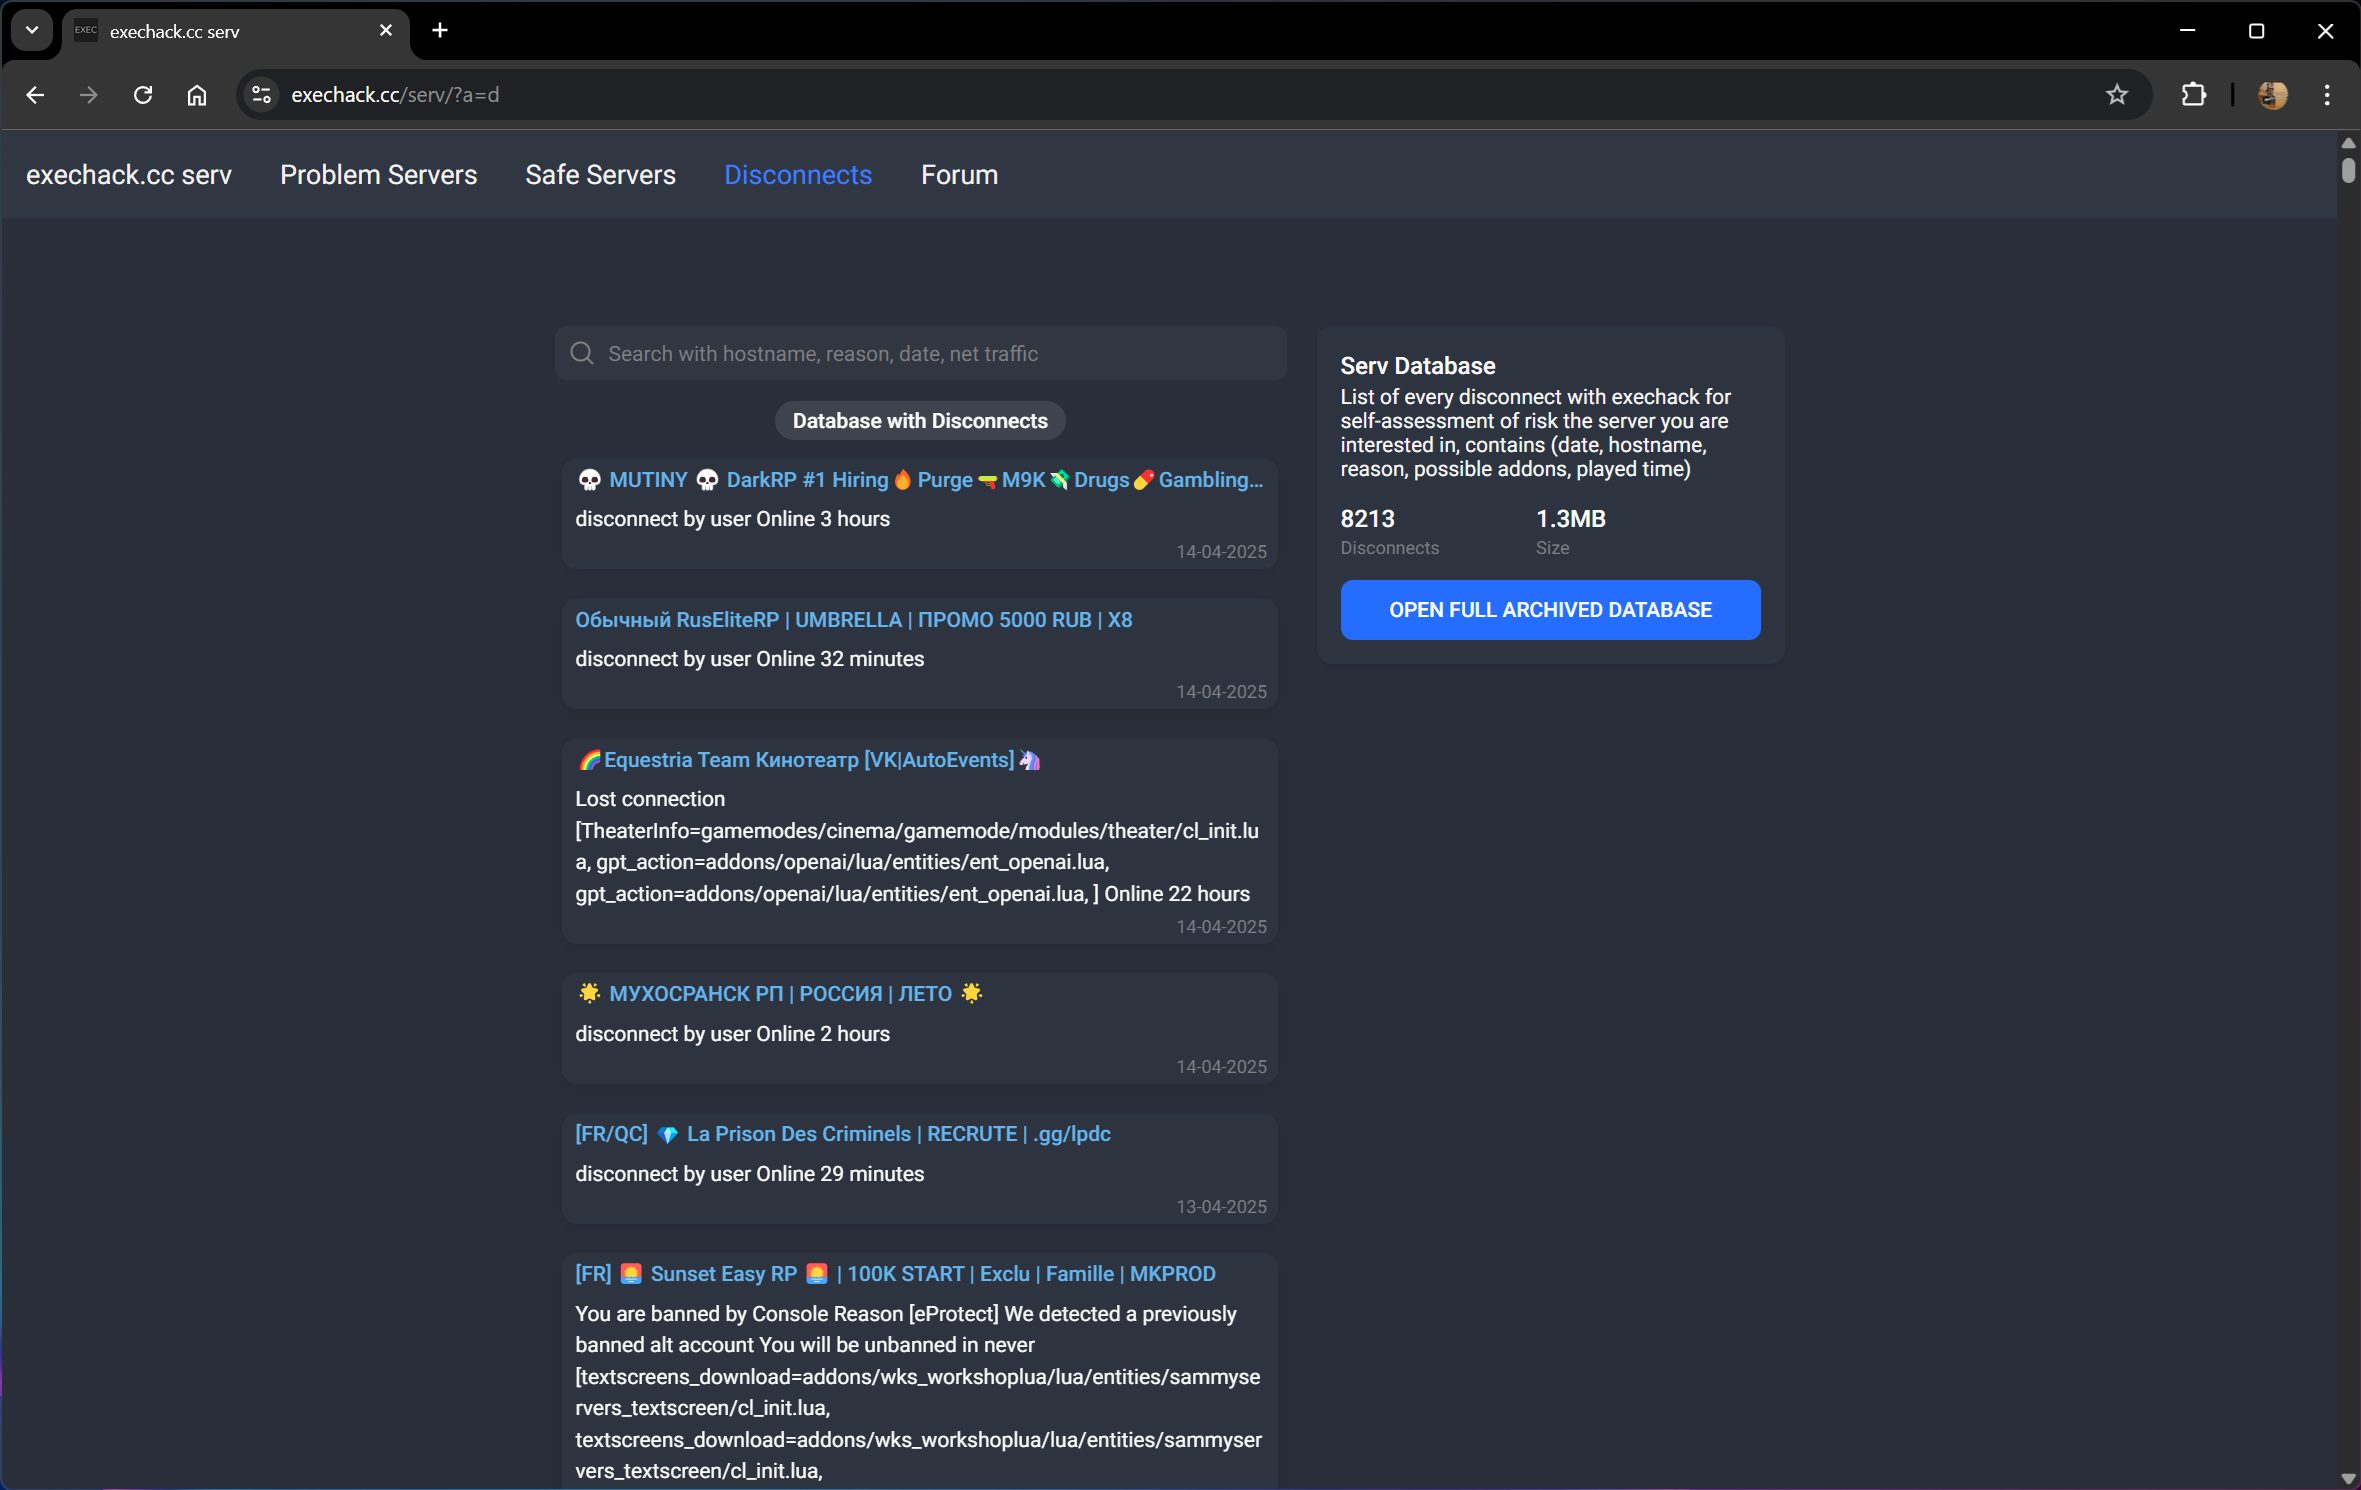 EXEC
exechack.cc serv
exechack.cc/serv/?a=d
exechack.cc serv
Problem Servers
Safe Servers
Disconnects
Forum
Search with hostname, reason, date, net traffic
Database with Disconnects
💀 MUTINY 💀 DarkRP #1 Hiring🔥 Purge 🔫M9K💸Drugs💊Gambling...
disconnect by user Online 3 hours
14-04-2025
Обычный RusEliteRP | UMBRELLA | ПРОМО 5000 RUB | X8
disconnect by user Online 32 minutes
14-04-2025
🌈Equestria Team Кинотеатр [VK|AutoEvents]🦄
Lost connection
[TheaterInfo=gamemodes/cinema/gamemode/modules/theater/cl_init.lu
a, gpt_action=addons/openai/lua/entities/ent_openai.lua,
gpt_action=addons/openai/lua/entities/ent_openai.lua, ] Online 22 hours
14-04-2025
🌟 МУХОСРАНСК РП | РОССИЯ | ЛЕТО 🌟
disconnect by user Online 2 hours
14-04-2025
[FR/QC] 💎 La Prison Des Criminels | RECRUTE | .gg/lpdc
disconnect by user Online 29 minutes
13-04-2025
[FR] 🌅 Sunset Easy RP 🌅 | 100K START | Exclu | Famille | MKPROD
You are banned by Console Reason [eProtect] We detected a previously
banned alt account You will be unbanned in never
[textscreens_download=addons/wks_workshoplua/lua/entities/sammyse
rvers_textscreen/cl_init.lua,
textscreens_download=addons/wks_workshoplua/lua/entities/sammyser
vers_textscreen/cl_init.lua,
Serv Database
List of every disconnect with exechack for
self-assessment of risk the server you are
interested in, contains (date, hostname,
reason, possible addons, played time)
8213
Disconnects
1.3MB
Size
OPEN FULL ARCHIVED DATABASE